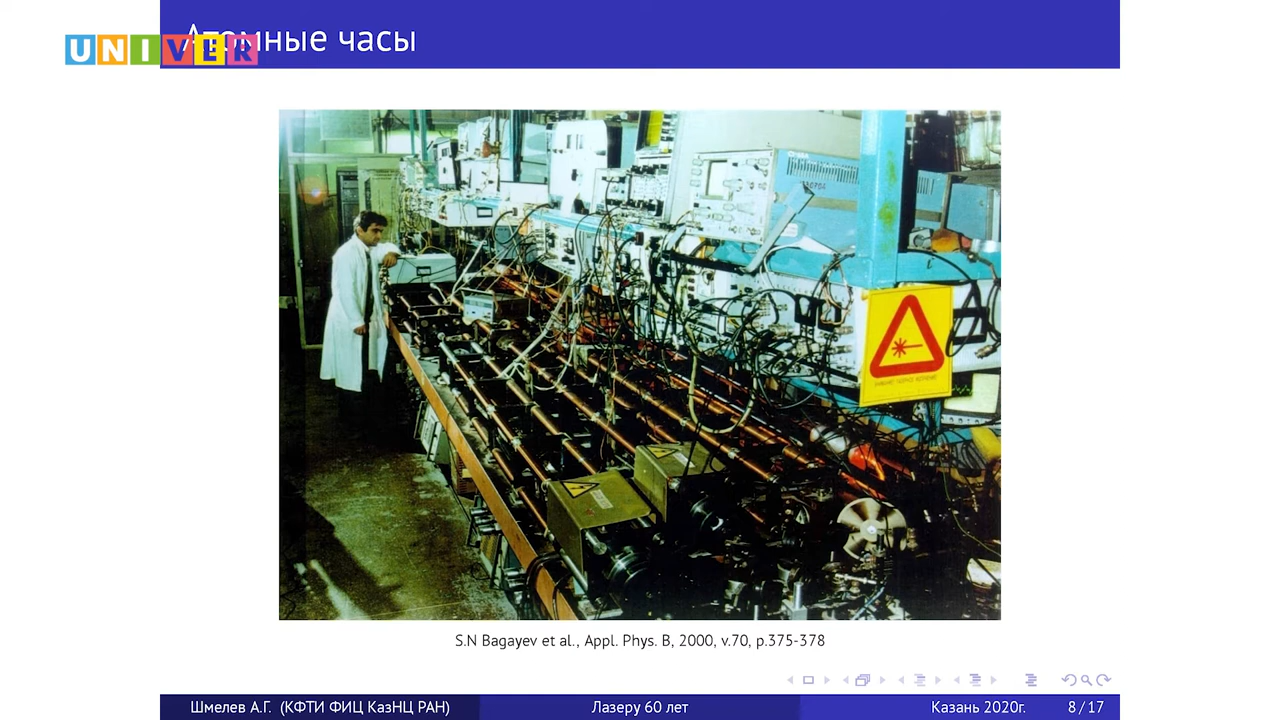 Атомные часы
UNIVER
S.N Bagayev et al., Appl. Phys. B, 2000, v.70, p.375-378
Шмелев А.Г. (КФТИ ФИЦ КазНЦ РАН)
Лазеру 60 лет
Казань 2020г.
8 / 17